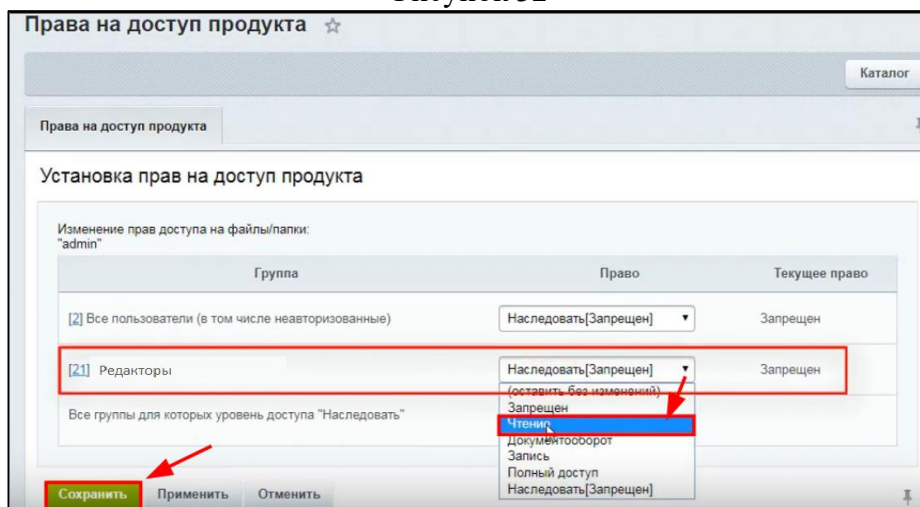 Рисунок 32
Права на доступ продукта
Каталог
Права на доступ продукта
Установка прав на доступ продукта
Изменение прав доступа на файлы/папки:
"admin"
Группа Право Текущее право
[2] Все пользователи (в том числе неавторизованные) Наследовать[Запрещен] Запрещен
[21] Редакторы Наследовать[Запрещен] Запрещен
(оставить без изменений)
Запрещен
Все группы для которых уровень доступа "Наследовать"
Чтение
Документооборот
Запись
Полный доступ
Наследовать[Запрещен]
Сохранить Применить Отменить